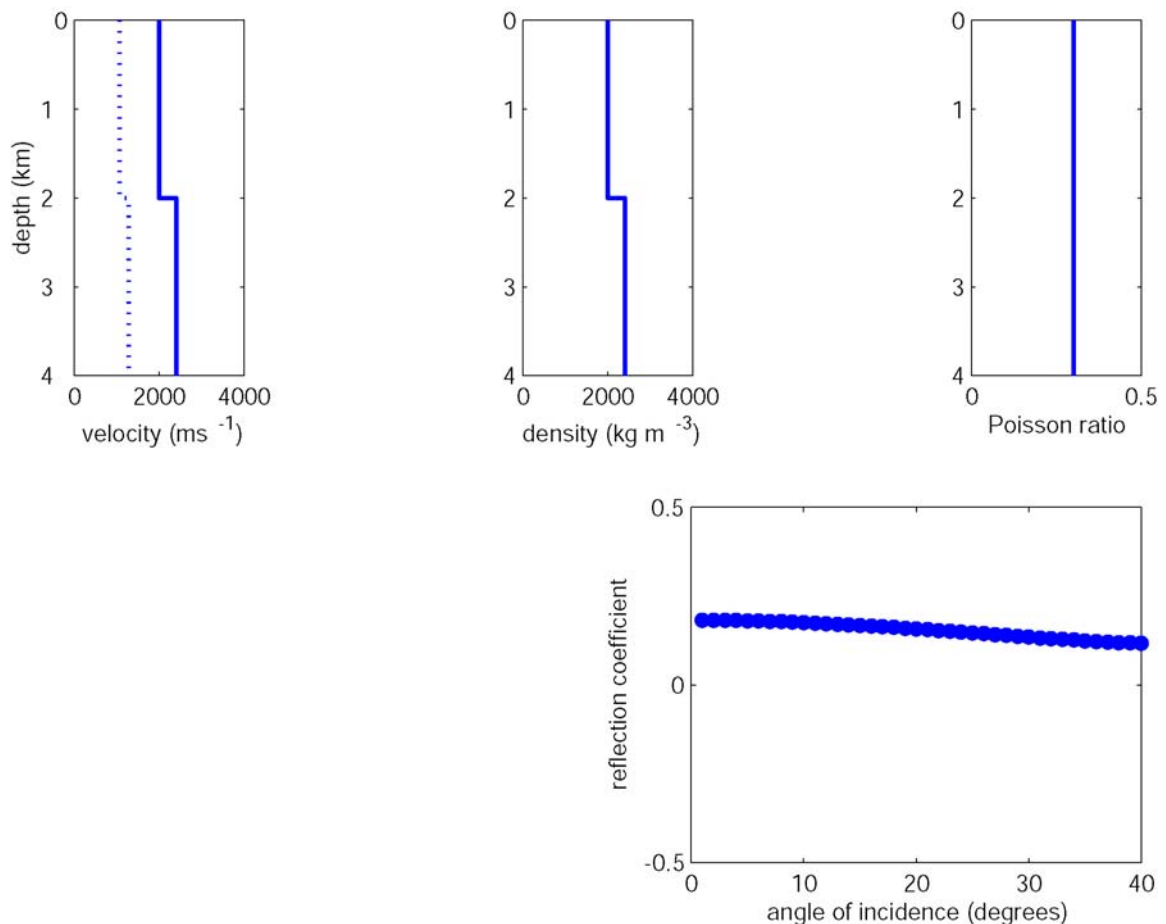 0
1
2
3
4
depth (km)
0 2000 4000
velocity (ms -1)
0
1
2
3
4
0 2000 4000
density (kg m -3)
0
1
2
3
4
0 0.5
Poisson ratio
0.5
0
-0.5
reflection coefficient
0 10 20 30 40
angle of incidence (degrees)